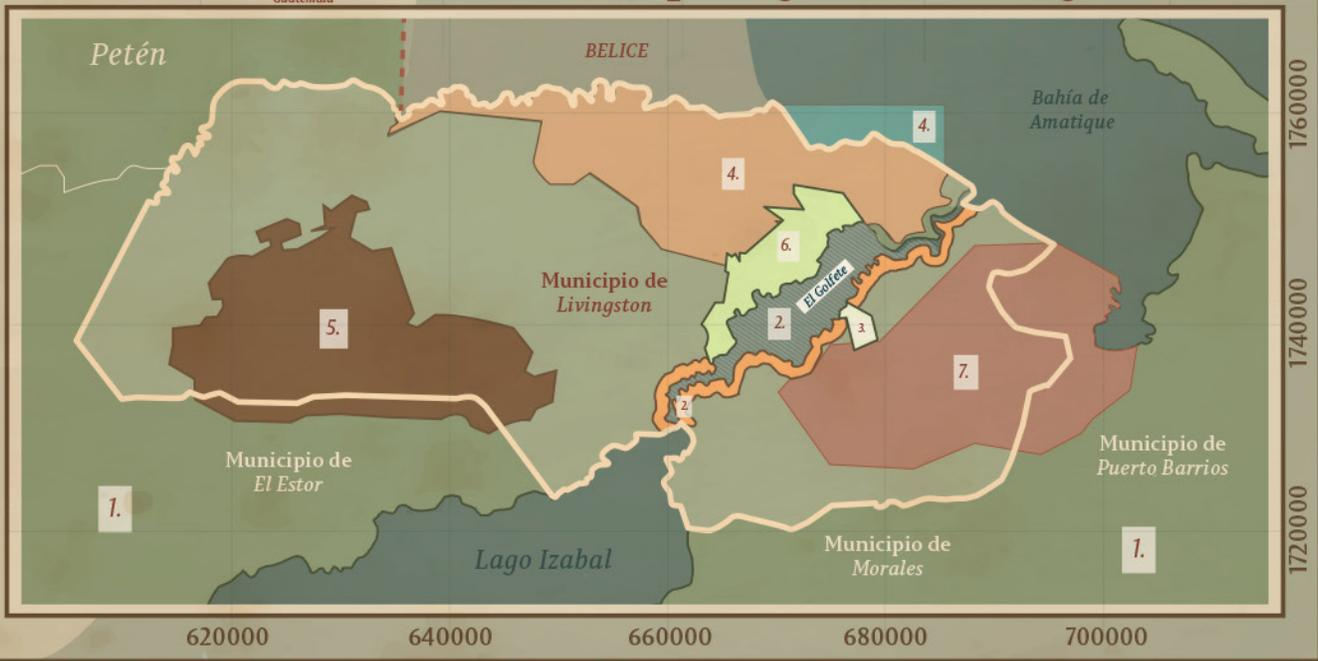 Guatemala
Petén
BELICE
Bahía de
Amatique
4.
4.
6.
El Golfete
Municipio de
Livingston
5.
2.
3.
7.
2
Municipio de
El Estor
Municipio de
Puerto Barrios
1.
Lago Izabal
Municipio de
Morales
1.
1760000
1740000
1720000
620000
640000
660000
680000
700000